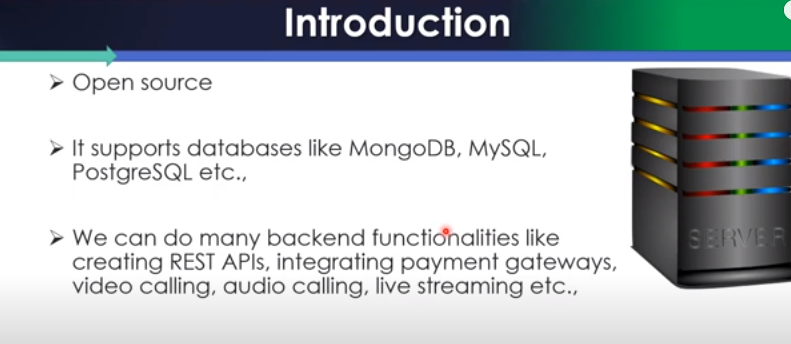 Introduction
➢ Open source
➢ It supports databases like MongoDB, MySQL,
PostgreSQL etc.,
➢ We can do many backend functionalities like
creating REST APIs, integrating payment gateways,
video calling, audio calling, live streaming etc.,
SERVER